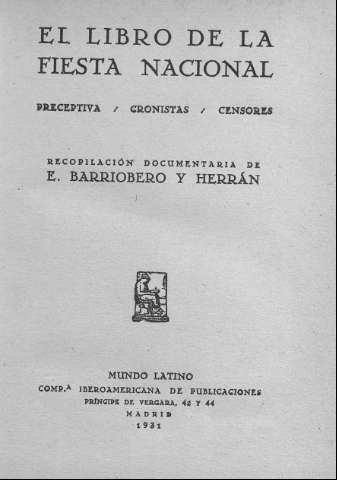 EL LIBRO DE LA
FIESTA NACIONAL
PRECEPTIVA / CRONISTAS / CENSORES
RECOPILACIÓN DOCUMENTARIA DE
E. BARRIOBERO Y HERRÁN
MUNDO LATINO
COMP.A IBEROAMERICANA DE PUBLICACIONES
PRÍNCIPE DE VERGARA, 42 Y 44
MADRID
1931